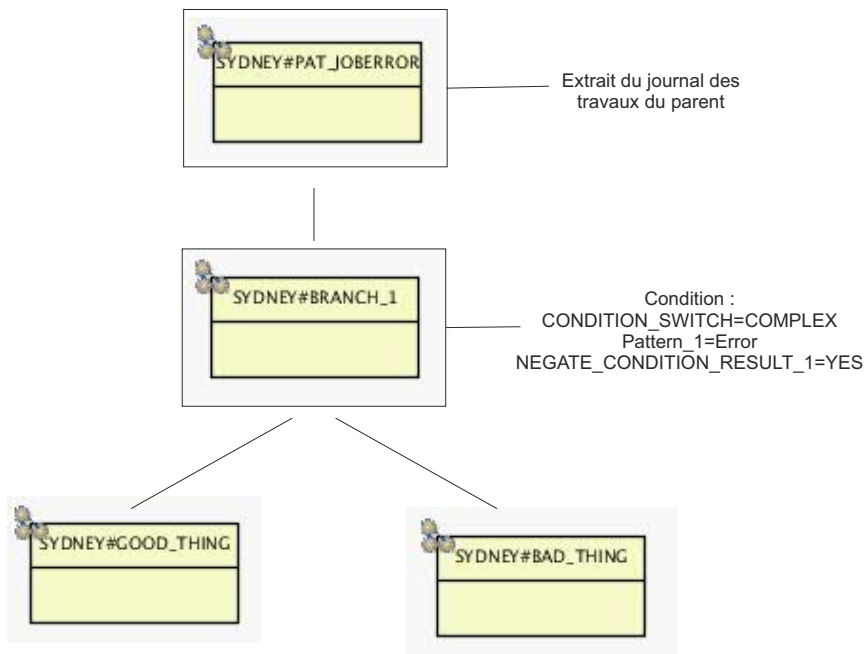 SYDNEY#PAT_JOBERROR
Extrait du journal des
travaux du parent
SYDNEY#BRANCH_1
Condition :
CONDITION_SWITCH=COMPLEX
Pattern_1=Error
NEGATE_CONDITION_RESULT_1=YES
SYDNEY#GOOD_THING
SYDNEY#BAD_THING